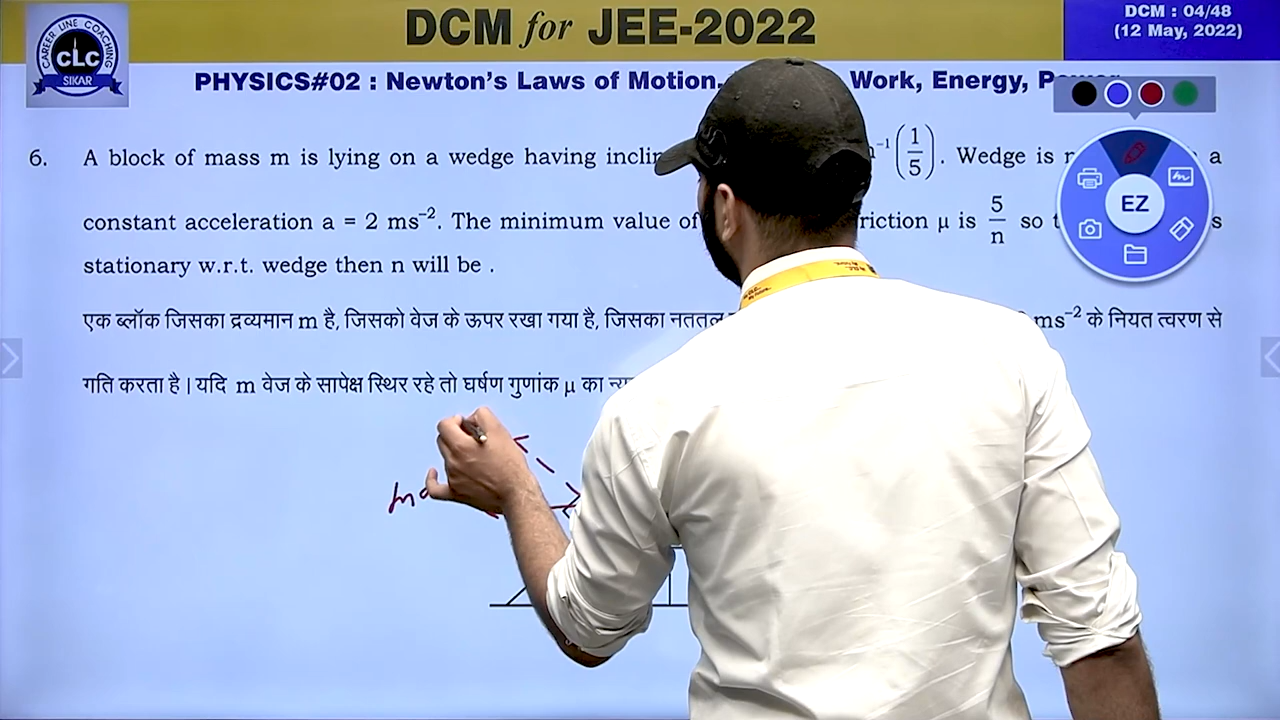 CAREER LINE COACHING
CLC
SIKAR
DCM for JEE-2022
DCM : 04/48
(12 May, 2022)
PHYSICS#02 : Newton's Laws of Motion. Work, Energy,
6. A block of mass m is lying on a wedge having (1/5). Wedge is a
constant acceleration a = 2 ms⁻². The minimum value of μ is 5/n so
stationary w.r.t. wedge then n will be .
EZ
एक ब्लॉक जिसका द्रव्यमान m है, जिसको वेज के ऊपर रखा गया है, जिसका नततल ms⁻² के नियत त्वरण से
गति करता है । यदि m वेज के सापेक्ष स्थिर रहे तो घर्षण गुणांक μ का